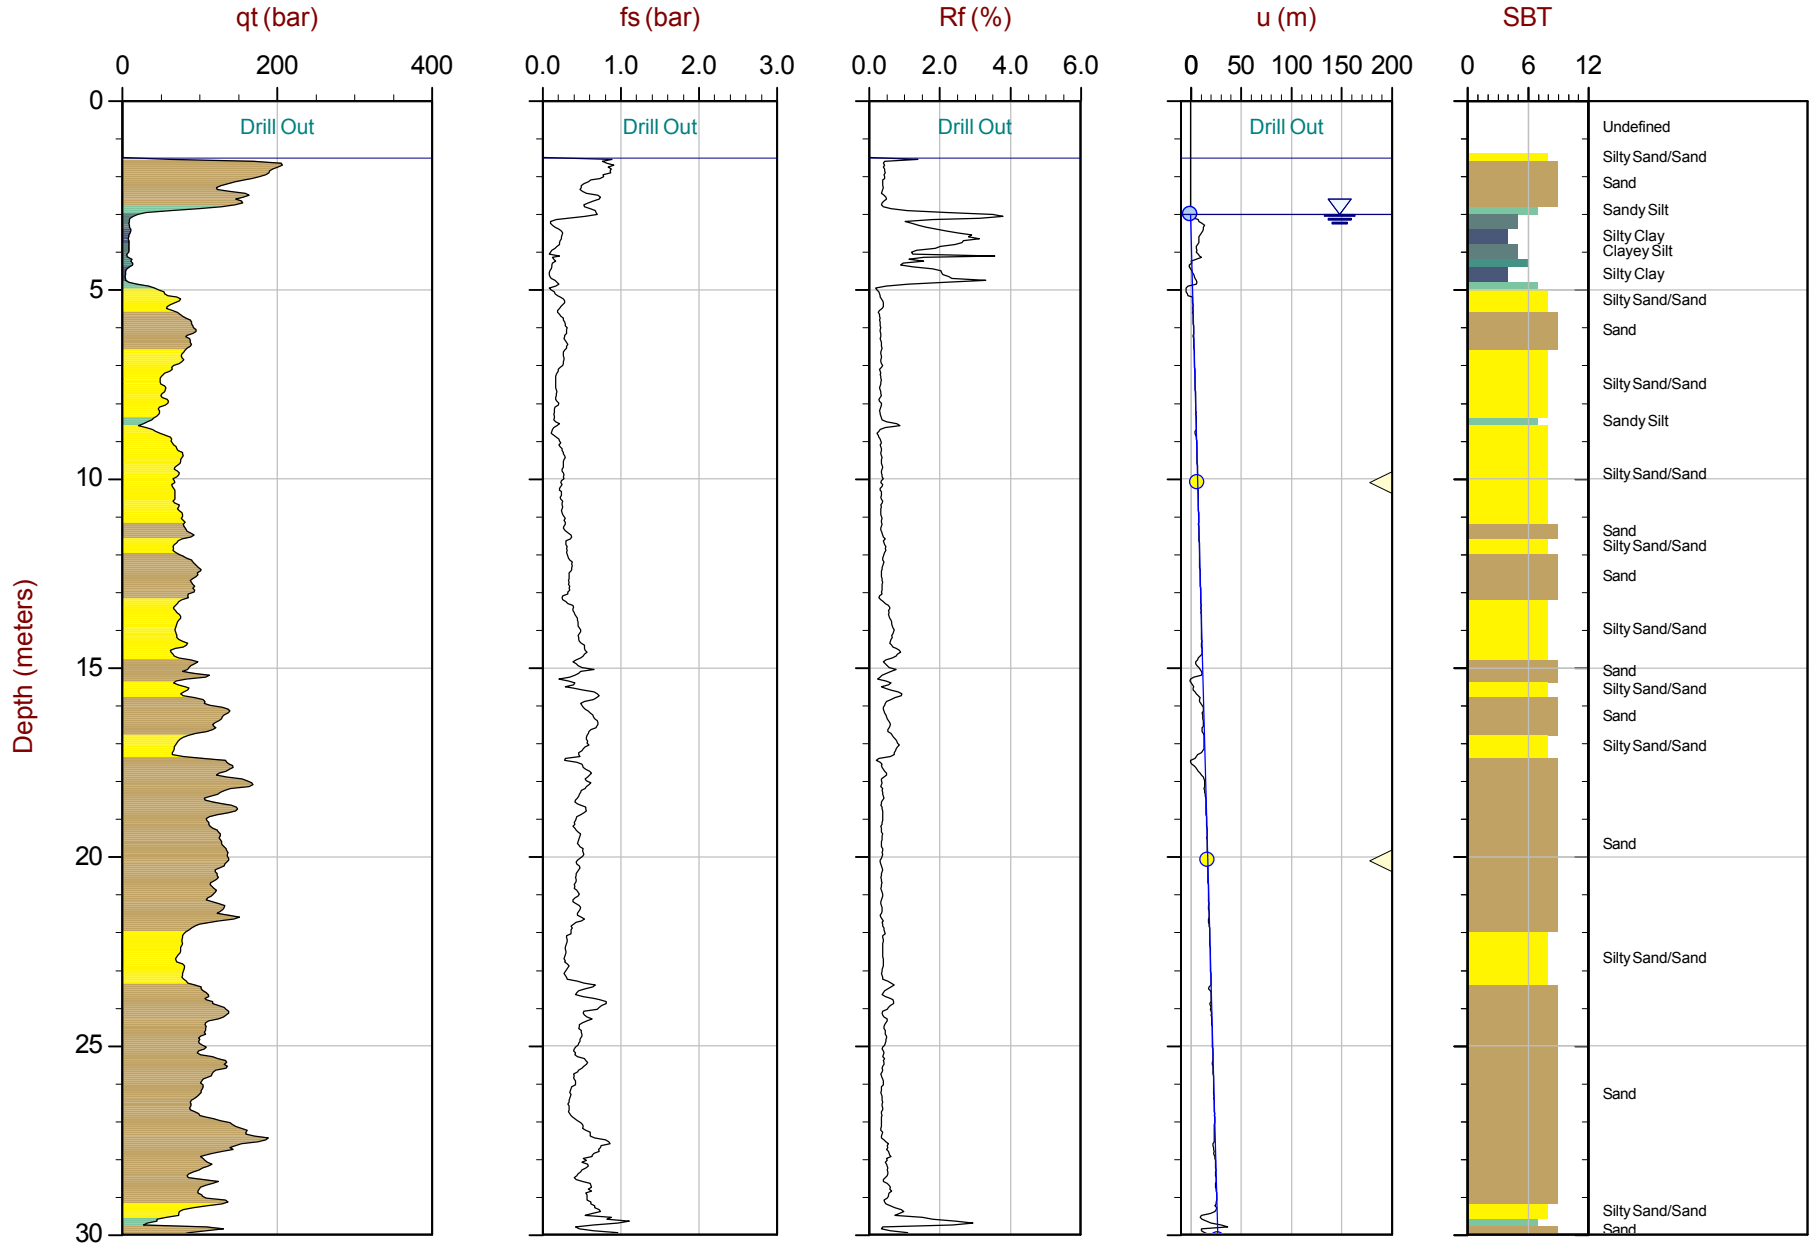 qt (bar) fs (bar) Rf (%) u (m) SBT
0 200 400 0.0 1.0 2.0 3.0 0.0 2.0 4.0 6.0 0 50 100 150 200 0 6 12
0
Drill Out Drill Out Drill Out Drill Out Undefined
Silty Sand/Sand
Sand
Sandy Silt
Silty Clay
Clayey Silt
Silty Clay
5
Silty Sand/Sand
Sand
Silty Sand/Sand
Sandy Silt
10
Silty Sand/Sand
Sand
Silty Sand/Sand
Sand
Silty Sand/Sand
15
Sand
Silty Sand/Sand
Sand
Silty Sand/Sand
20
Sand
Silty Sand/Sand
25
Sand
Silty Sand/Sand
Sand
30
Depth (meters)